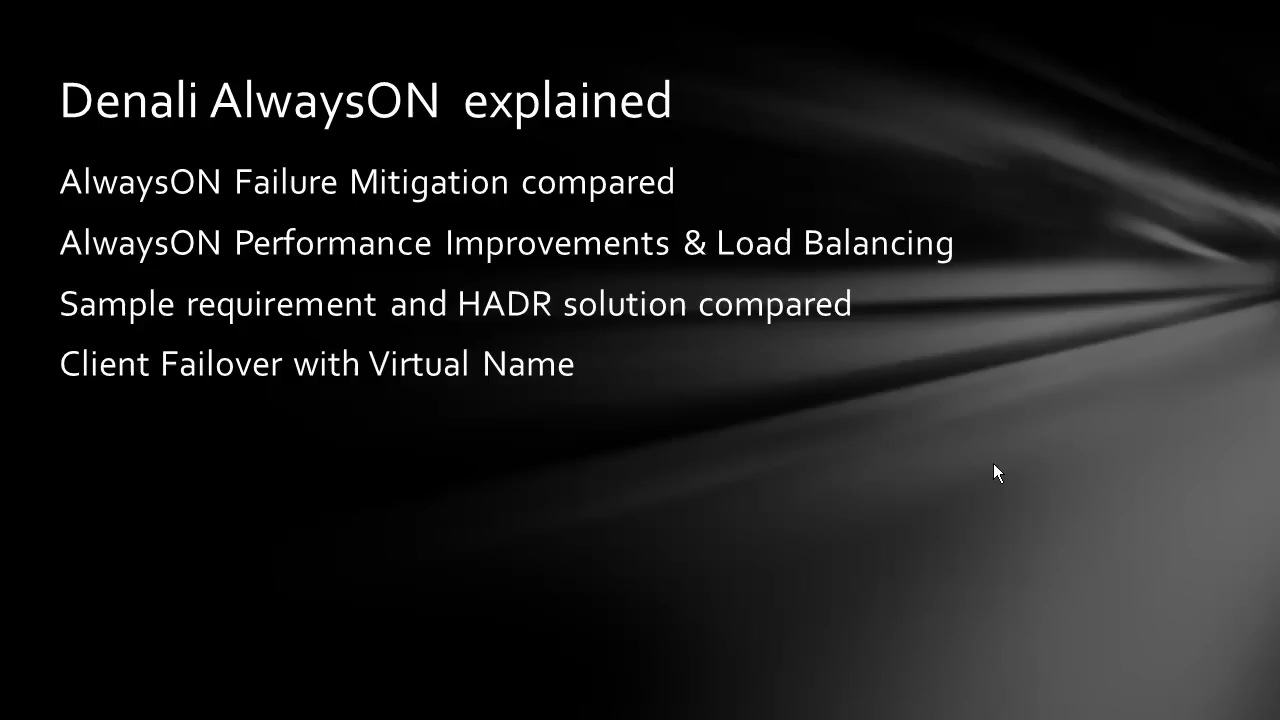 Denali AlwaysON explained
AlwaysON Failure Mitigation compared
AlwaysON Performance Improvements & Load Balancing
Sample requirement and HADR solution compared
Client Failover with Virtual Name